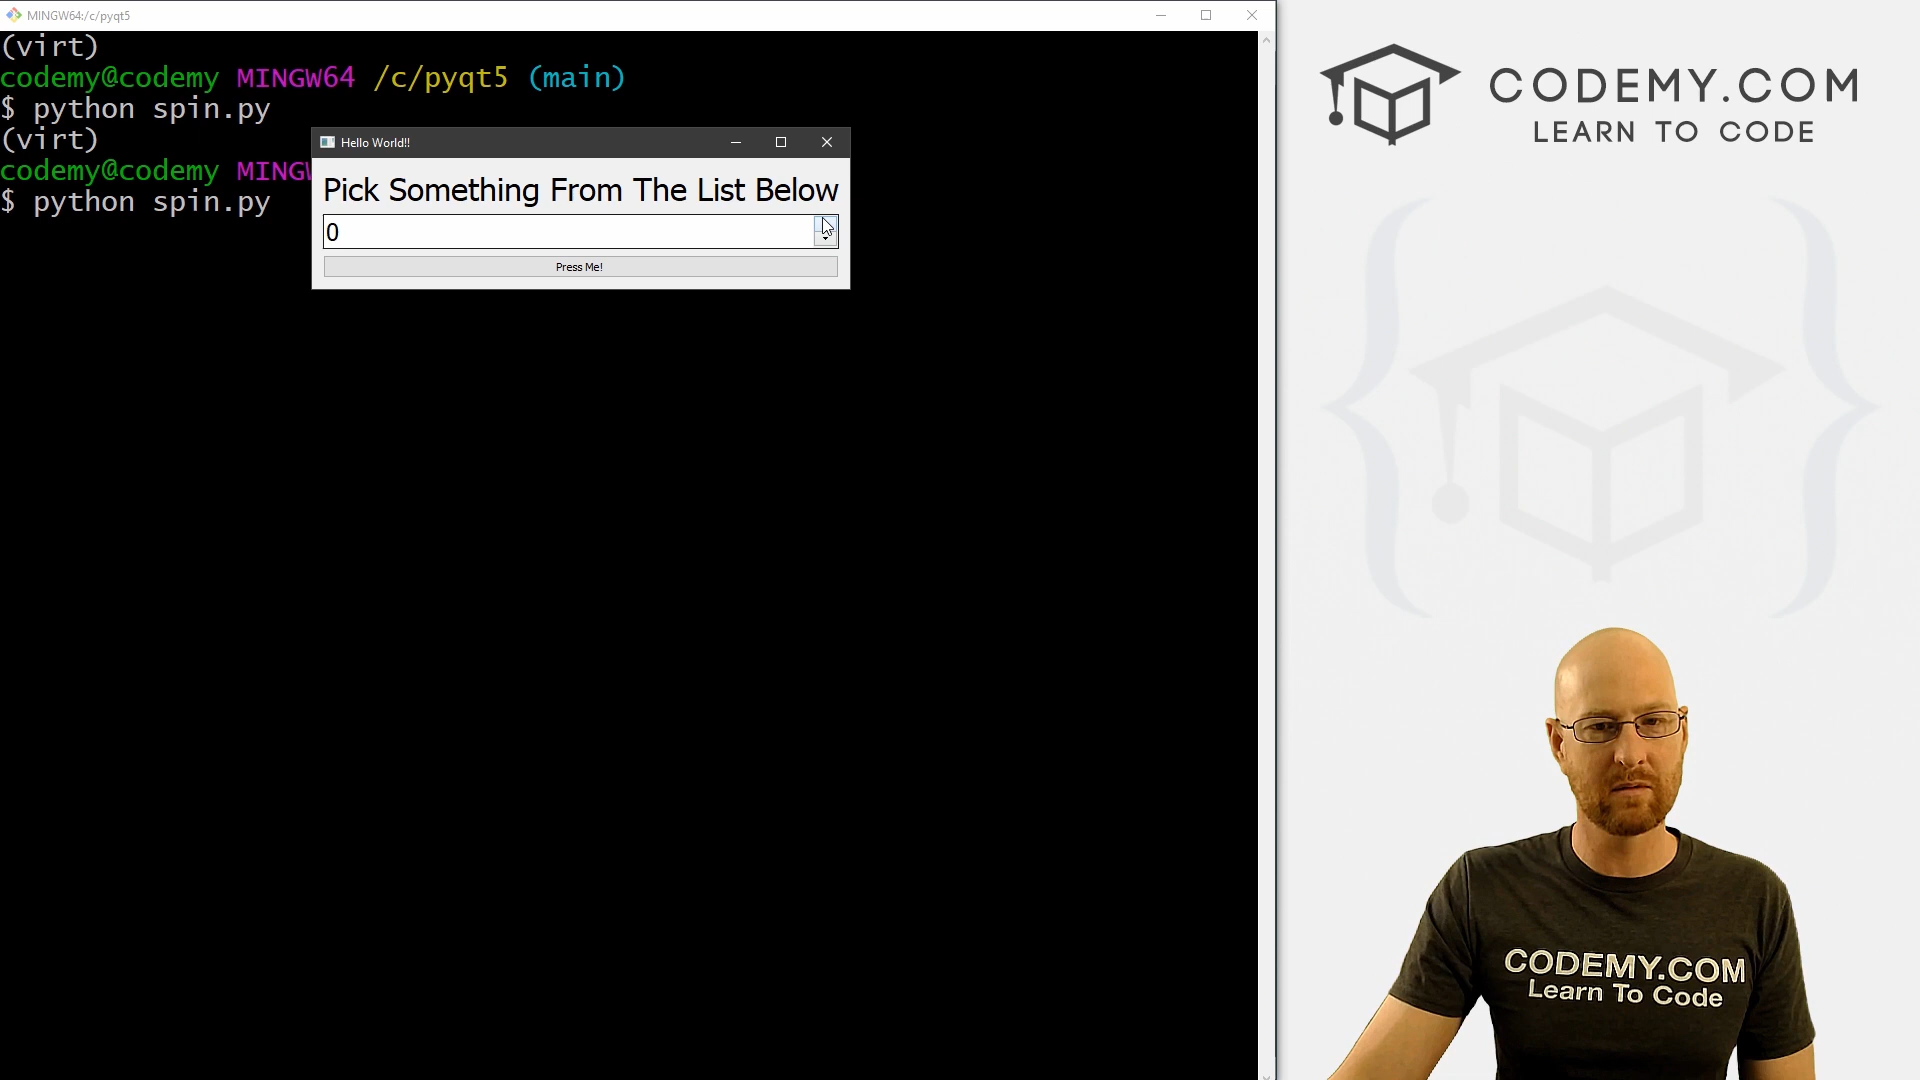 MINGW64:/c/pyqt5
(virt)
codemy@codemy MINGW64 /c/pyqt5 (main)
$ python spin.py
(virt)
codemy@codemy MINGW
$ python spin.py
Hello World!!
Pick Something From The List Below
0
Press Me!
CODEMY.COM
LEARN TO CODE
CODEMY.COM
Learn To Code